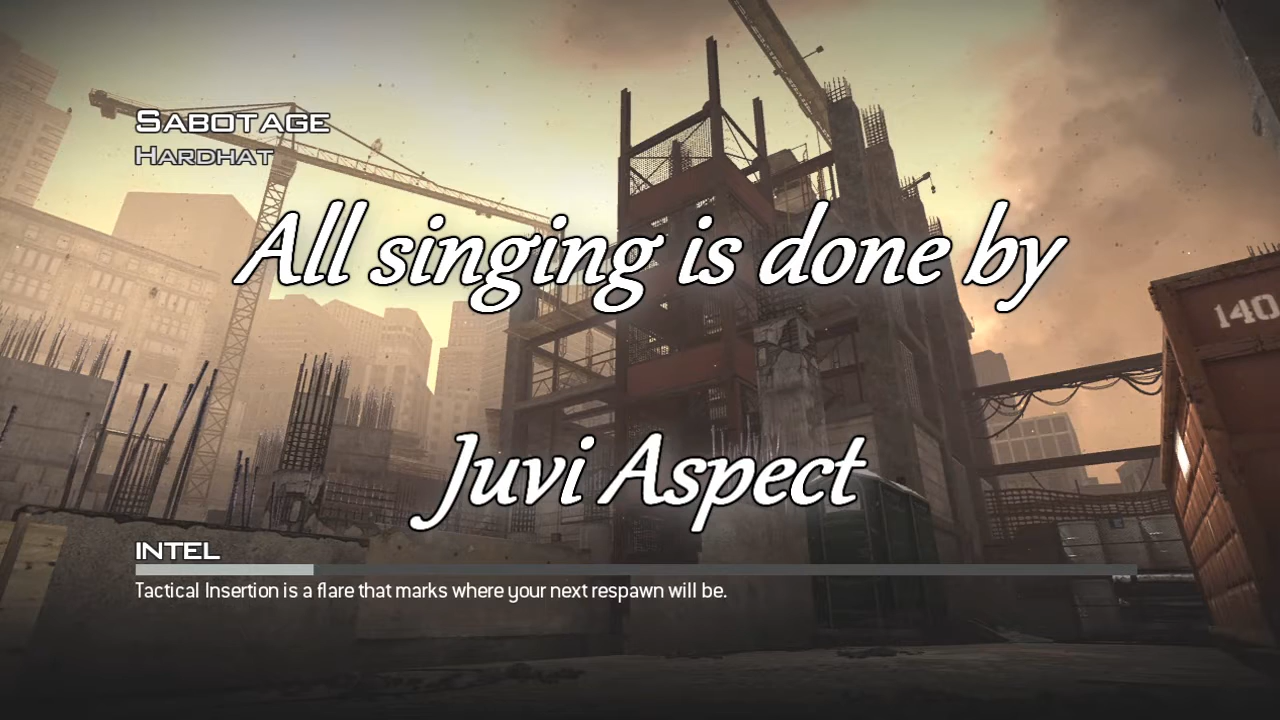 SABOTAGE
HARDHAT
All singing is done by
140
Juvi Aspect
INTEL
Tactical Insertion is a flare that marks where your next respawn will be.